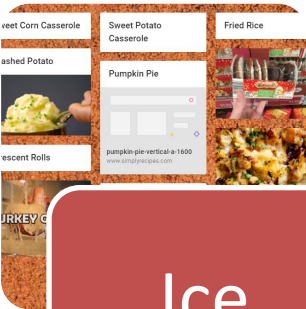 weet Corn Casserole
Sweet Potato
Casserole
Fried Rice
ashed Potato
Pumpkin Pie
pumpkin-pie-vertical-a-1600
www.simplyrecipes.com
escent Rolls
URKEY
Ice